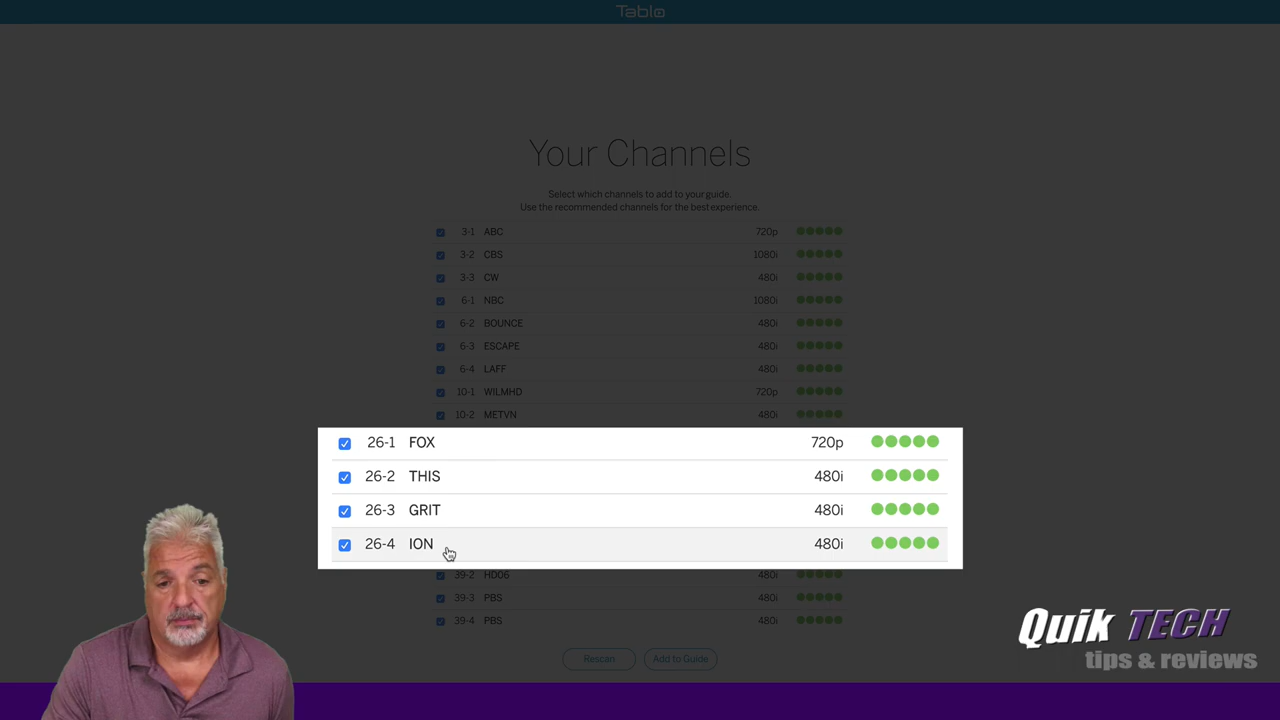 Tablo
Your Channels
Select which channels to add to your guide.
Use the recommended channels for the best experience.
3-1 ABC 720p
3-2 CBS 1080i
3-3 CW 480i
6-1 NBC 1080i
6-2 BOUNCE 480i
6-3 ESCAPE 480i
6-4 LAFF 480i
10-1 WILMHD 720p
10-2 METVN 480i
26-1 FOX 720p
26-2 THIS 480i
26-3 GRIT 480i
26-4 ION 480i
39-2 HD06 480i
39-3 PBS 480i
39-4 PBS 480i
Rescan Add to Guide
Quik TECH
tips & reviews